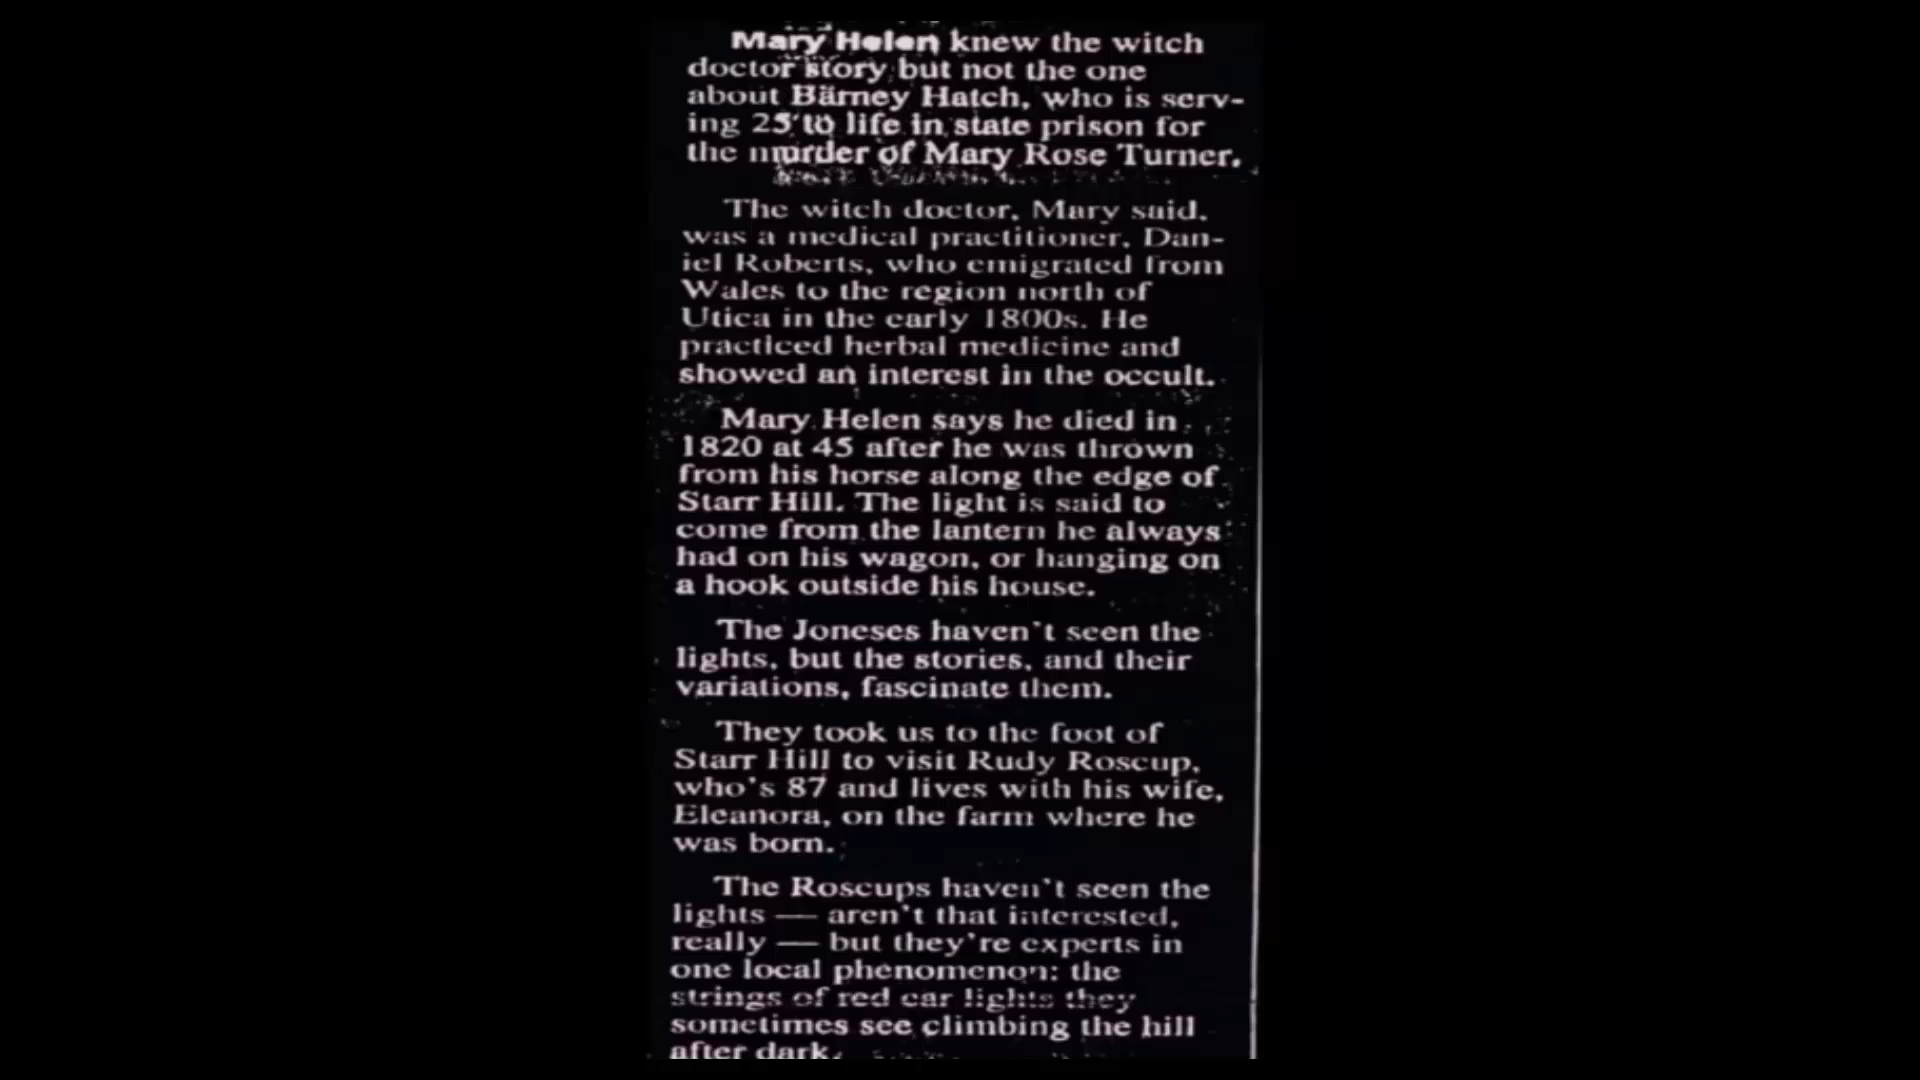 Mary Helen knew the witch
doctor story but not the one
about Barney Hatch, who is serv-
ing 25 to life in state prison for
the murder of Mary Rose Turner.
The witch doctor, Mary said,
was a medical practitioner, Dan-
iel Roberts, who emigrated from
Wales to the region north of
Utica in the early 1800s. He
practiced herbal medicine and
showed an interest in the occult.
Mary Helen says he died in
1820 at 45 after he was thrown
from his horse along the edge of
Starr Hill. The light is said to
come from the lantern he always
had on his wagon, or hanging on
a hook outside his house.
The Joneses haven't seen the
lights, but the stories, and their
variations, fascinate them.
They took us to the foot of
Starr Hill to visit Rudy Roscup,
who's 87 and lives with his wife,
Eleanora, on the farm where he
was born.
The Roscups haven't seen the
lights — aren't that interested,
really — but they're experts in
one local phenomenon: the
strings of red car lights they
sometimes see climbing the hill
after dark.